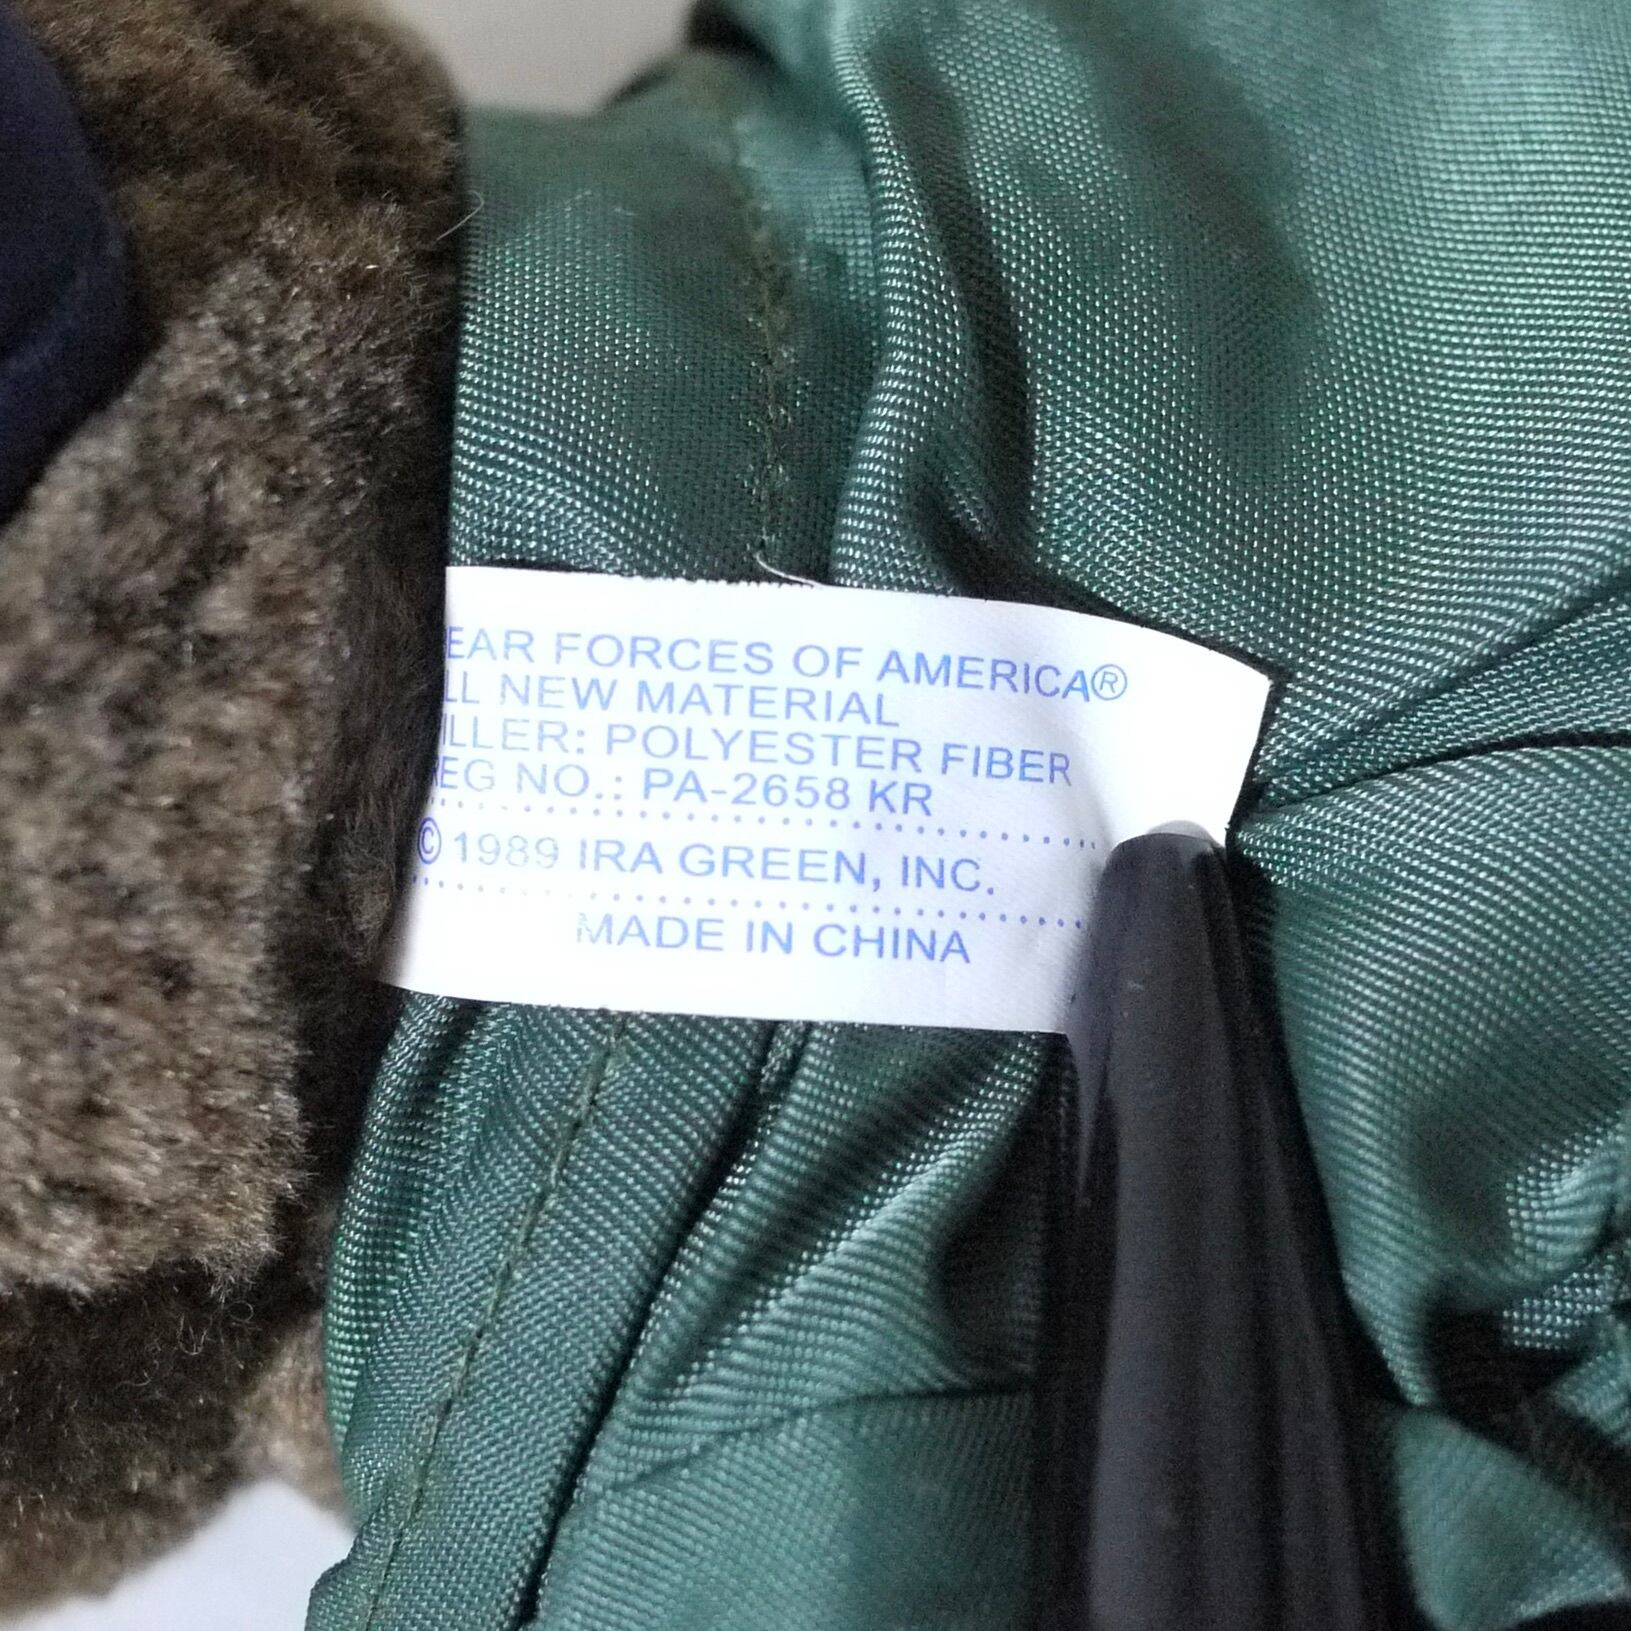 EAR FORCES OF AMERICA®
LL NEW MATERIAL
ILLER: POLYESTER FIBER
EG NO.: PA-2658 KR
© 1989 IRA GREEN, INC.
MADE IN CHINA